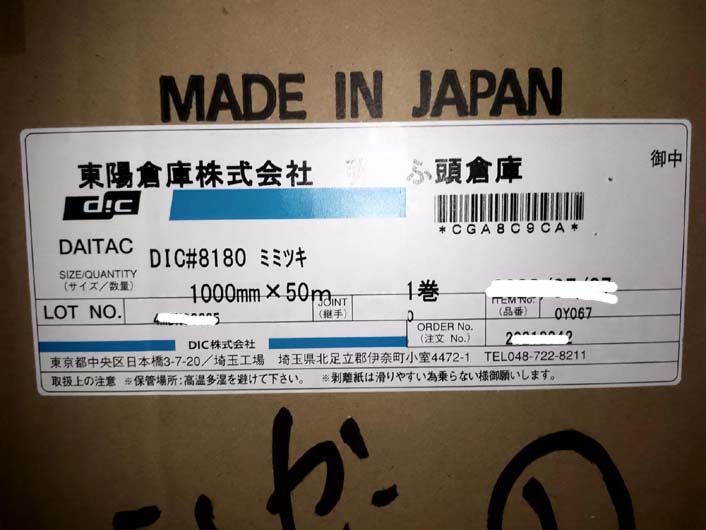 MADE IN JAPAN
東陽倉庫株式会社 ふ頭倉庫 御中
dic
*CGA8C9CA*
DAITAC DIC#8180 ミミツキ
SIZE/QUANTITY
(サイズ/数量) 1000mm×50m 1巻
LOT NO. JOINT
(継手) 0 ITEM No.
(品番) 0Y067
ORDER No.
(注文 No.)
DIC株式会社
東京都中央区日本橋3-7-20/埼玉工場 埼玉県北足立郡伊奈町小室4472-1 TEL048-722-8211
取扱上の注意 ※保管場所:高温多湿を避けて下さい。 ※剥離紙は滑りやすい為乗らない様御願いします。